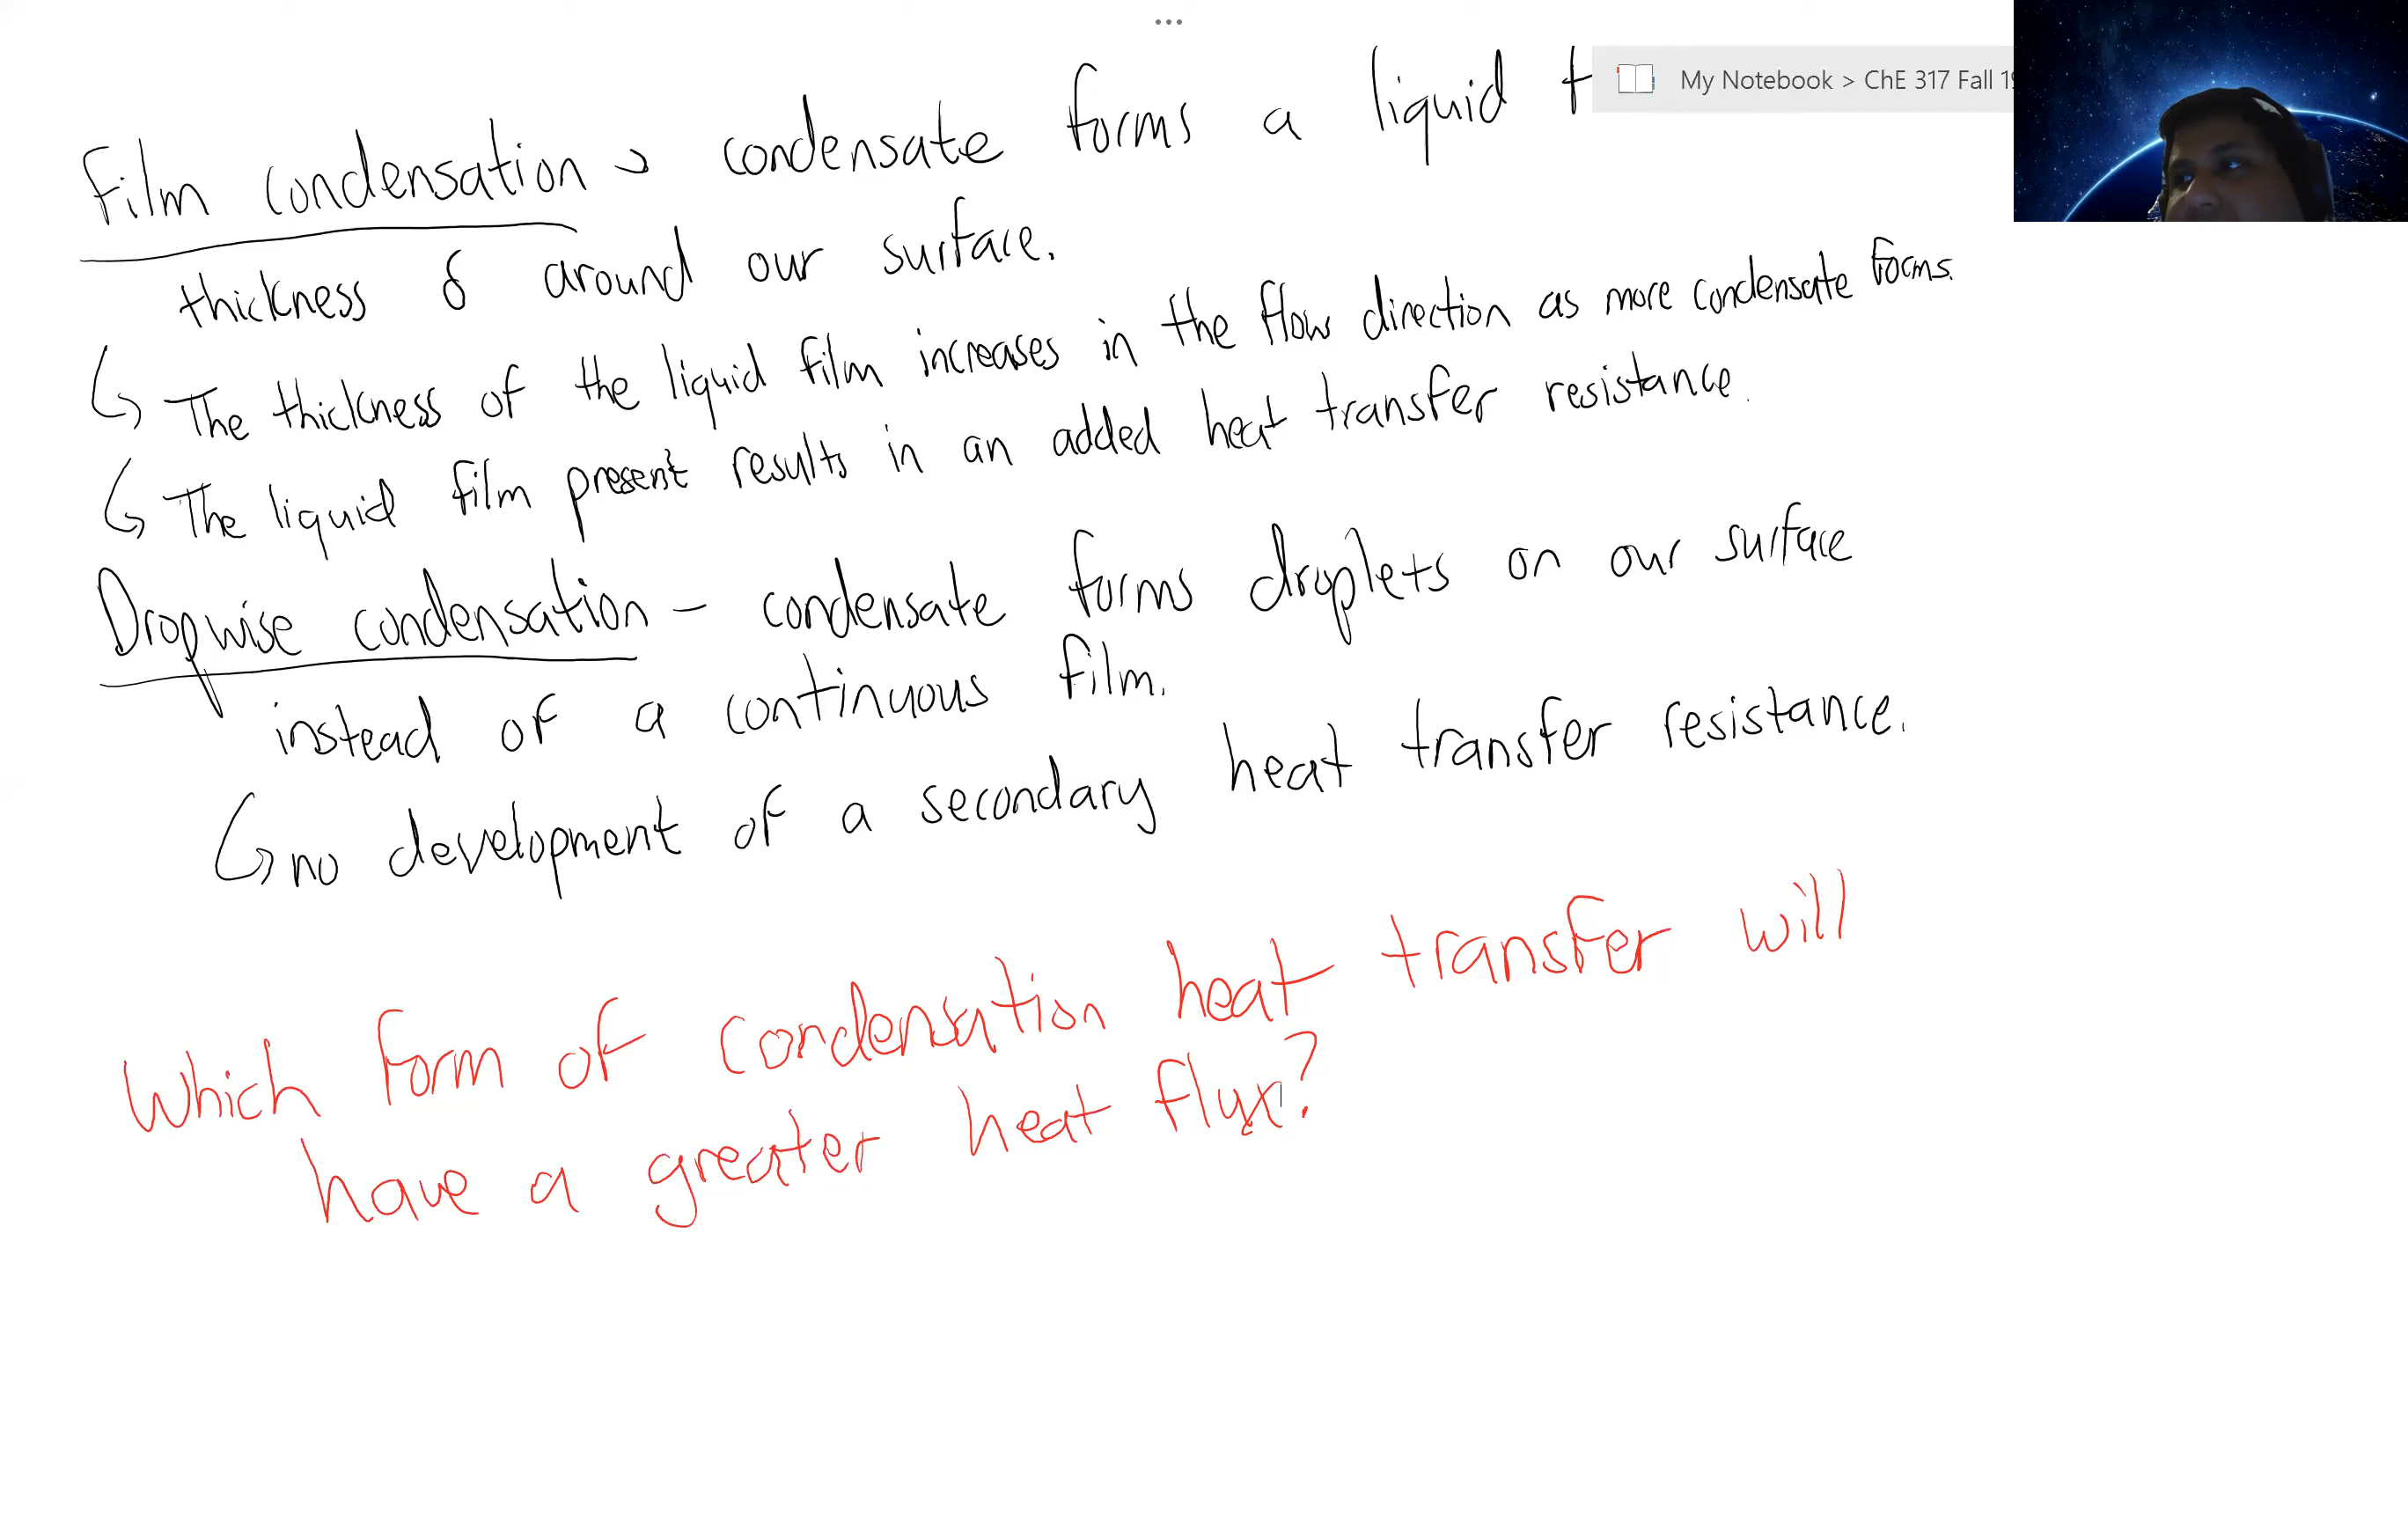 My Notebook > ChE 317 Fall
Film condensation → condensate forms a liquid
thickness δ around our surface.
↳ The thickness of the liquid film increases in the flow direction as more condensate forms.
↳ The liquid film present results in an added heat transfer resistance.
Dropwise condensation - condensate forms droplets on our surface
instead of a continuous film.
↳ no development of a secondary heat transfer resistance.
Which form of condensation heat transfer will
have a greater heat flux?